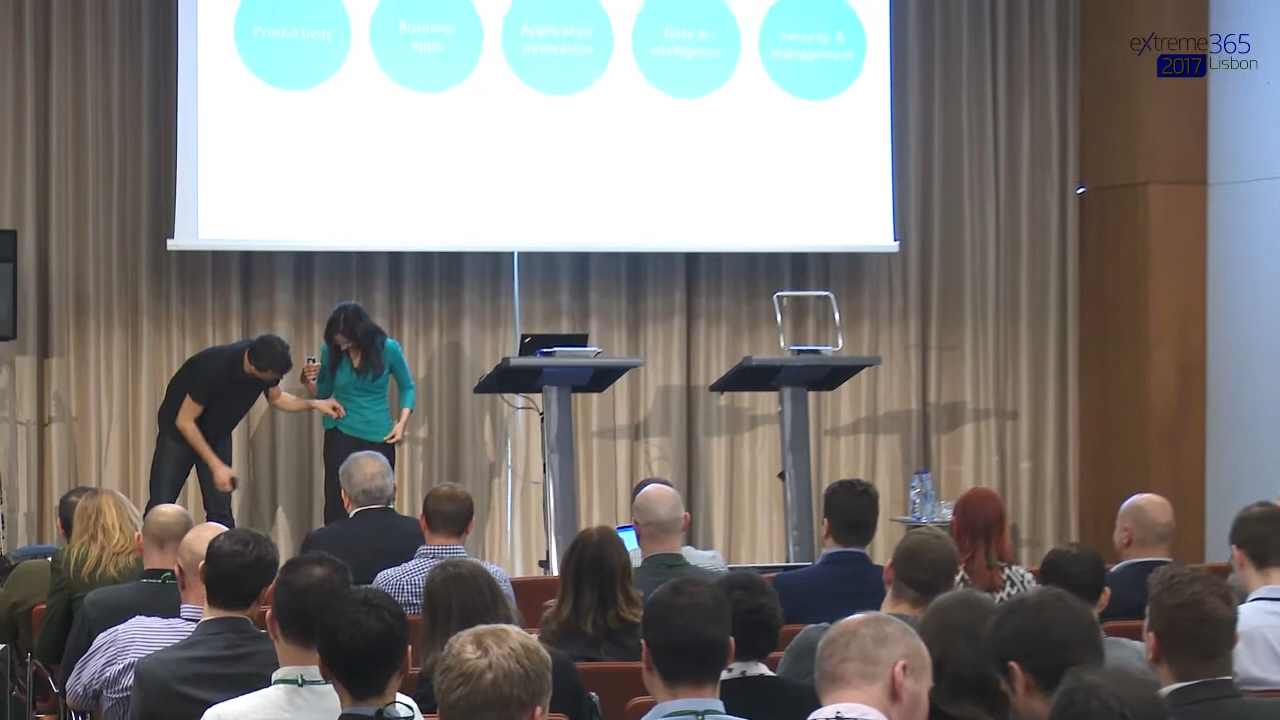 Productivity
Business
apps
Application
innovation
Data &
intelligence
Security &
management
eXtreme365
2017 Lisbon